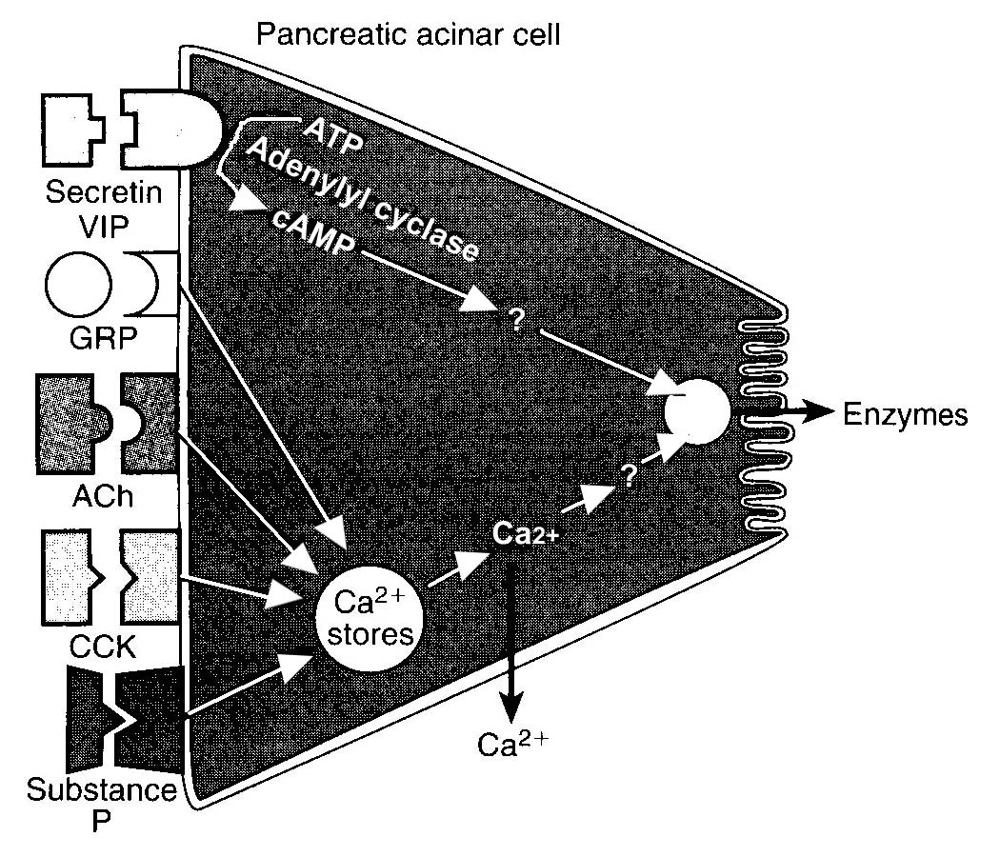 Pancreatic acinar cell
Secretin
VIP
ATP
Adenylyl cyclase
cAMP
?
GRP
ACh
Enzymes
?
Ca2+
Ca²⁺
stores
CCK
Ca²⁺
Substance
P